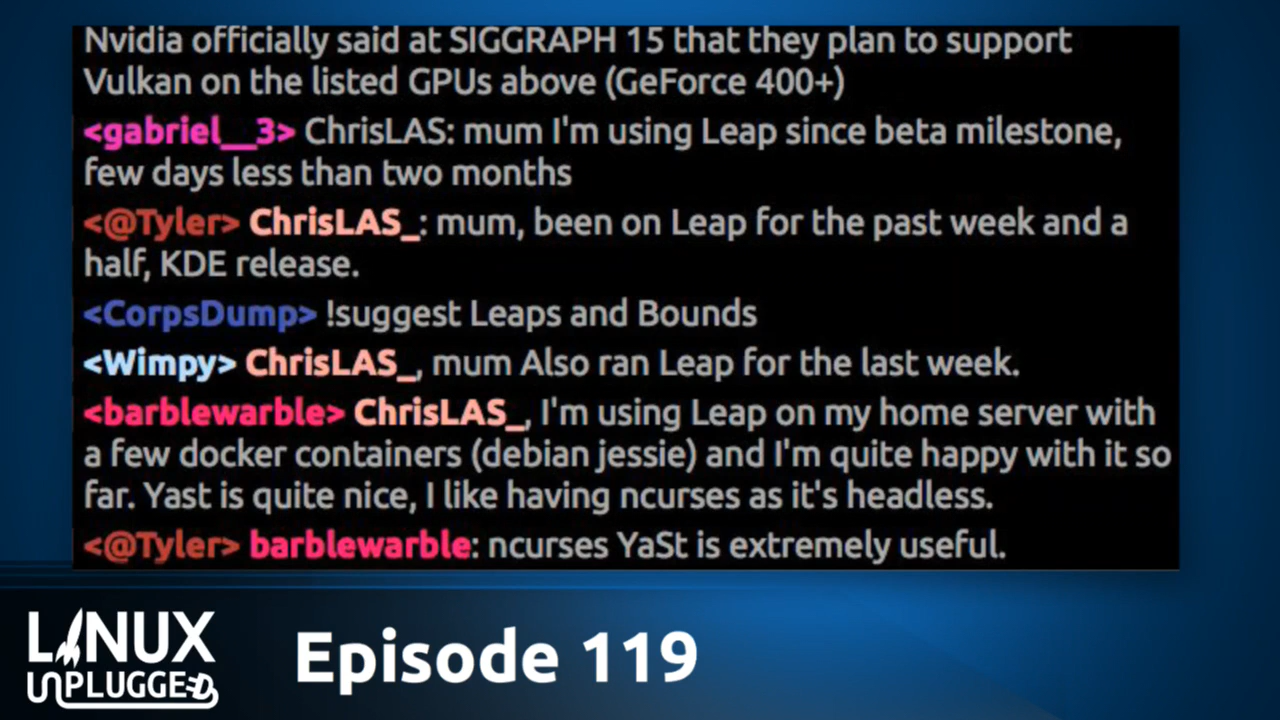 Nvidia officially said at SIGGRAPH 15 that they plan to support
Vulkan on the listed GPUs above (GeForce 400+)
<gabriel__3> ChrisLAS: mum I'm using Leap since beta milestone,
few days less than two months
<@Tyler> ChrisLAS_: mum, been on Leap for the past week and a
half, KDE release.
<CorpsDump> !suggest Leaps and Bounds
<Wimpy> ChrisLAS_, mum Also ran Leap for the last week.
<barblewarble> ChrisLAS_, I'm using Leap on my home server with
a few docker containers (debian jessie) and I'm quite happy with it so
far. Yast is quite nice, I like having ncurses as it's headless.
<@Tyler> barblewarble: ncurses YaSt is extremely useful.
LINUX
UNPLUGGED
Episode 119